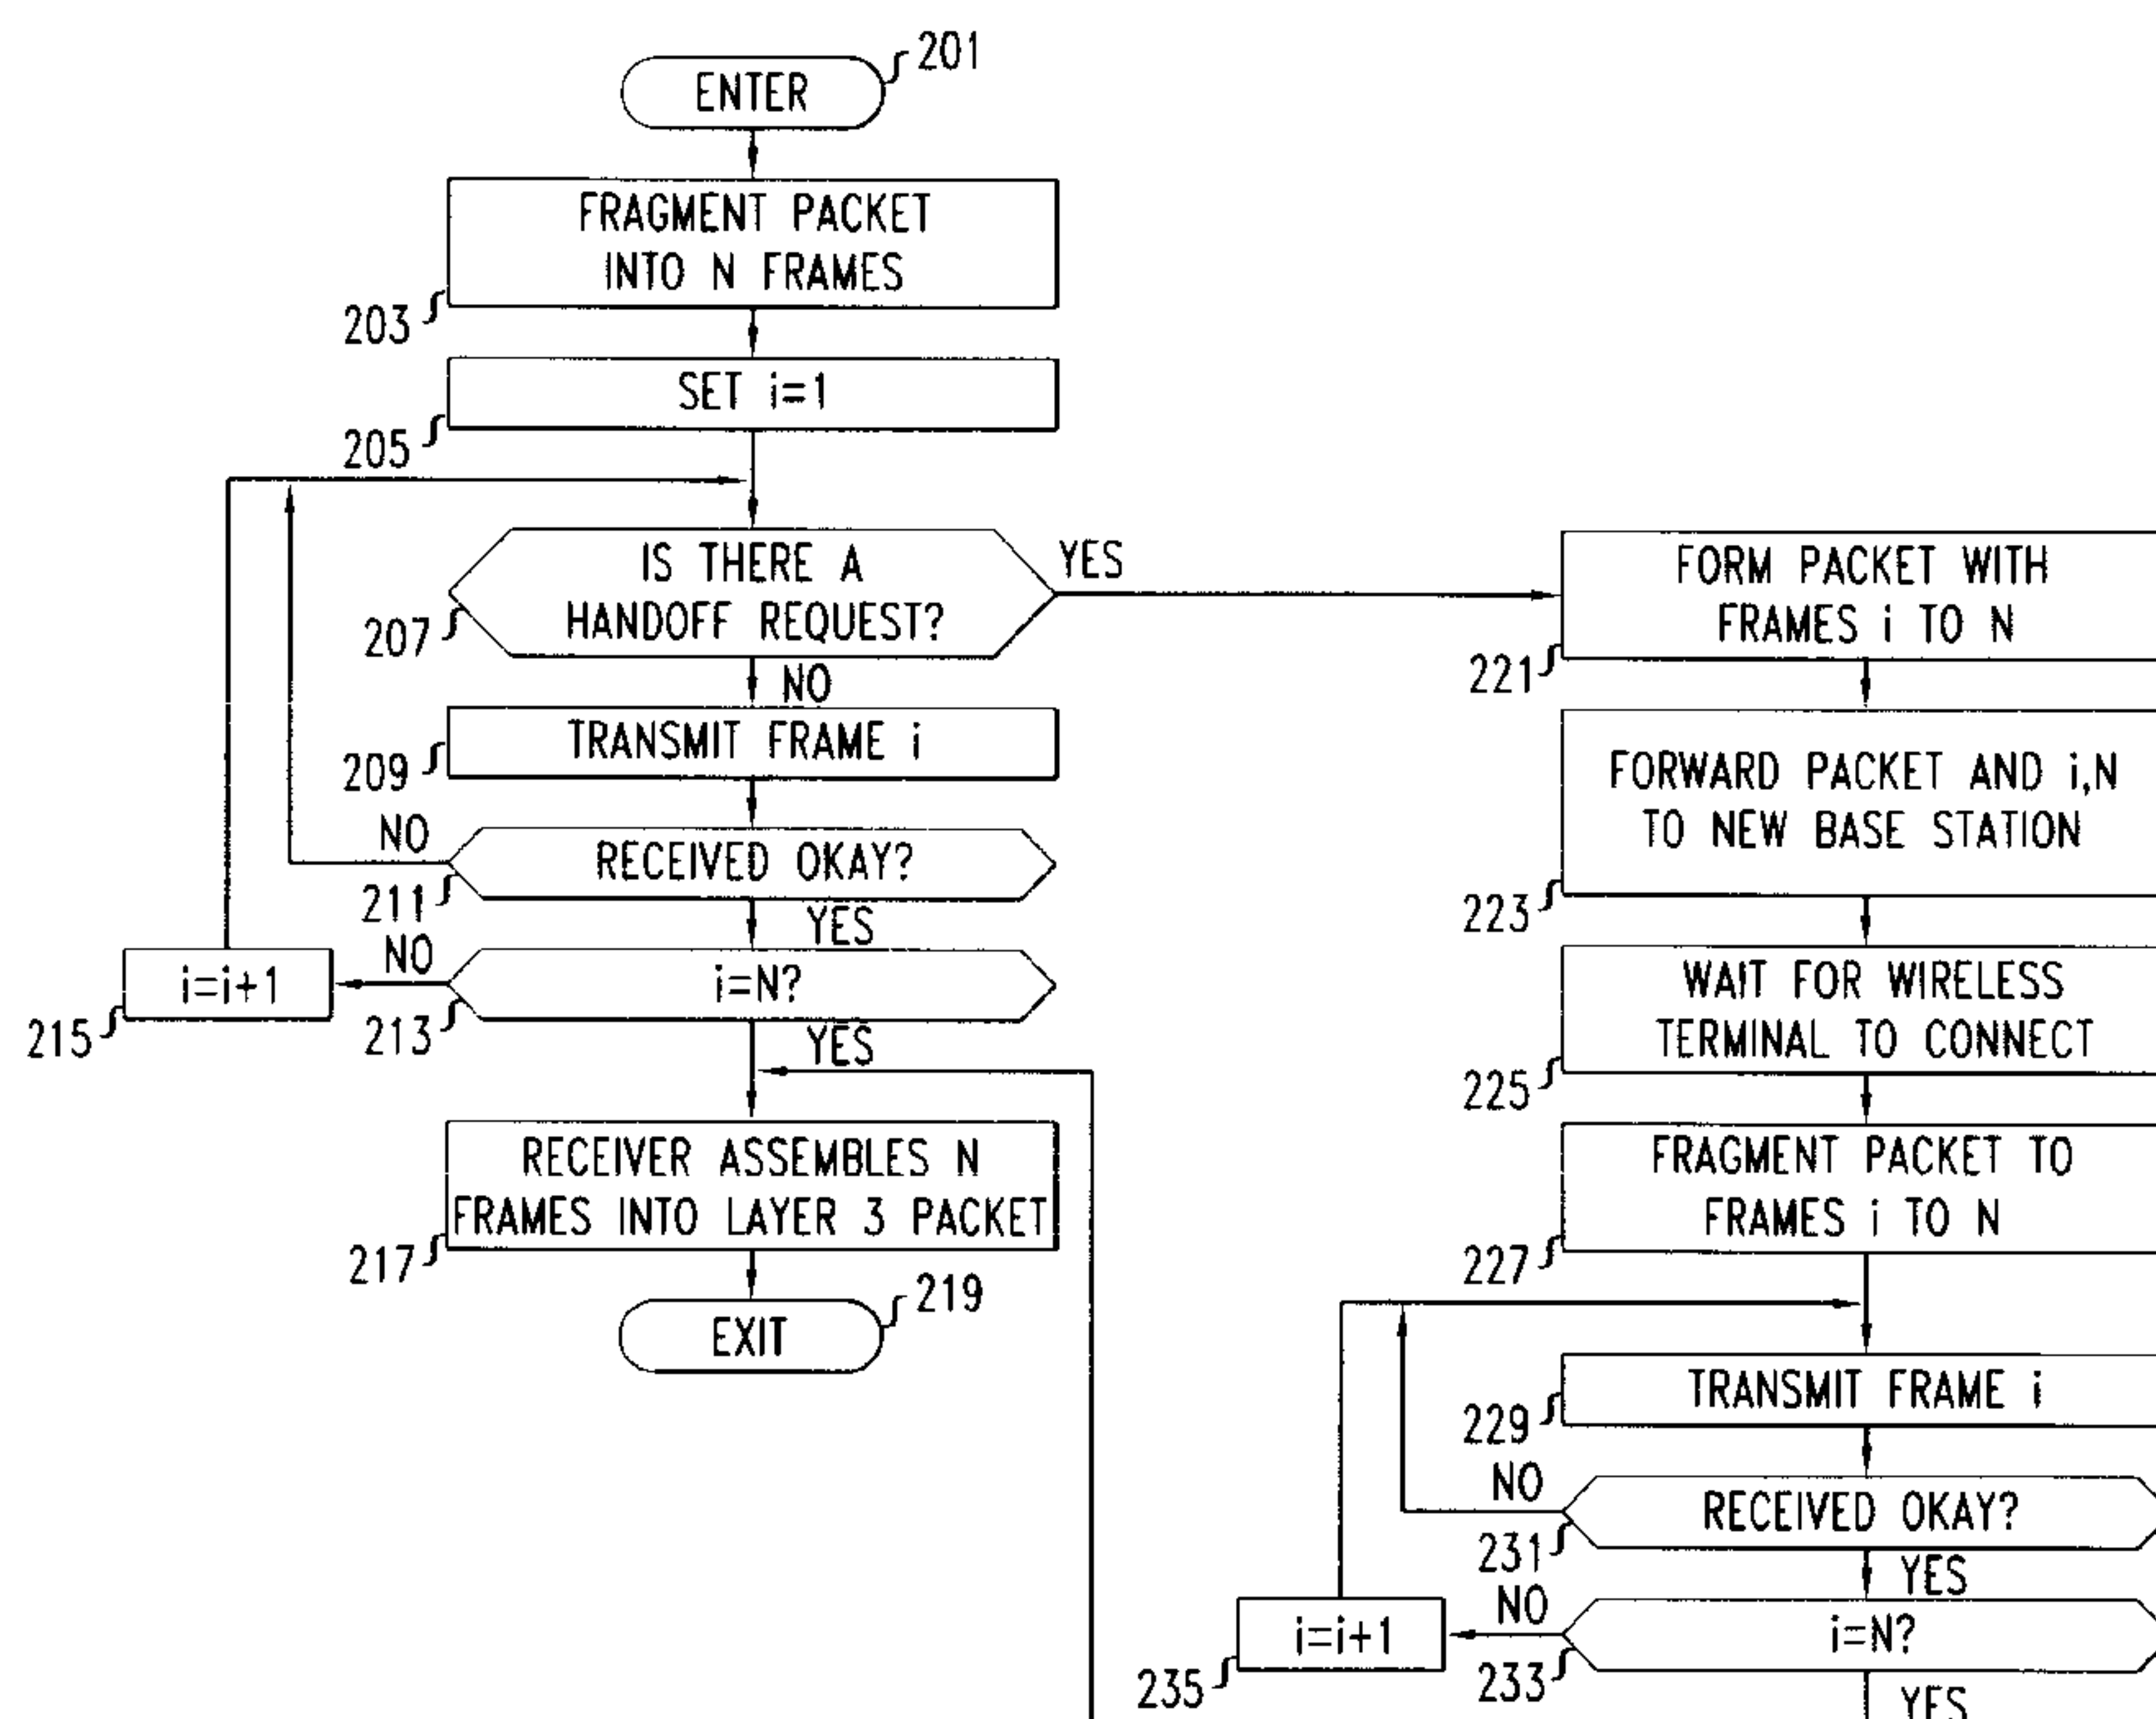 ENTER
201
FRAGMENT PACKET
INTO N FRAMES
203
SET i=1
205
IS THERE A
HANDOFF REQUEST?
207
YES
NO
TRANSMIT FRAME i
209
NO
RECEIVED OKAY?
211
YES
i=i+1
215
NO
i=N?
213
YES
RECEIVER ASSEMBLES N
FRAMES INTO LAYER 3 PACKET
217
EXIT
219
FORM PACKET WITH
FRAMES i TO N
221
FORWARD PACKET AND i,N
TO NEW BASE STATION
223
WAIT FOR WIRELESS
TERMINAL TO CONNECT
225
FRAGMENT PACKET TO
FRAMES i TO N
227
TRANSMIT FRAME i
229
NO
RECEIVED OKAY?
231
YES
i=i+1
235
NO
i=N?
233
YES